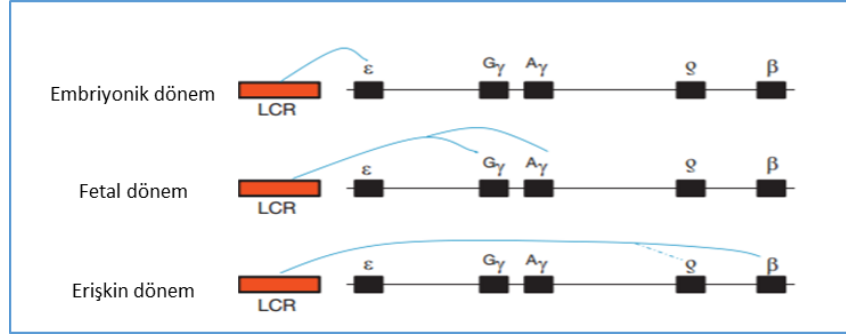 ε Gγ Aγ ƍ β
Embriyonik dönem
LCR
ε Gγ Aγ ƍ β
Fetal dönem
LCR
ε Gγ Aγ ƍ β
Erişkin dönem
LCR